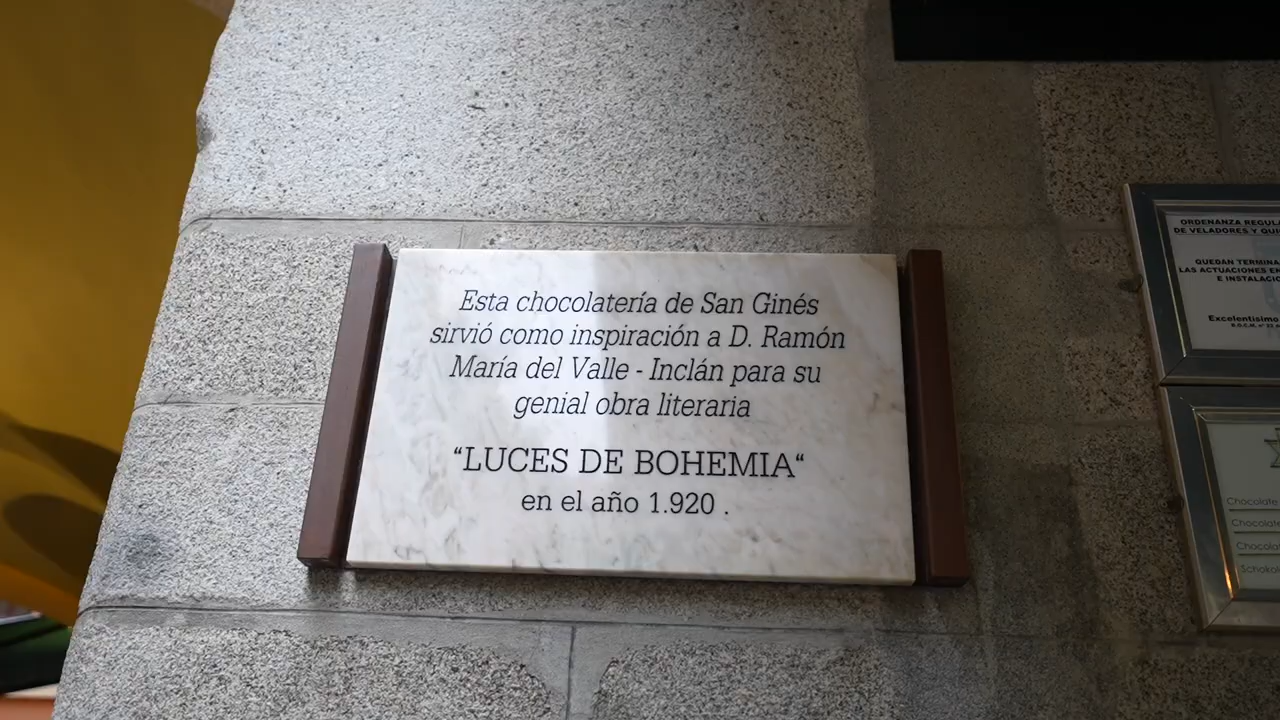 Esta chocolatería de San Ginés
sirvió como inspiración a D. Ramón
María del Valle - Inclán para su
genial obra literaria
“LUCES DE BOHEMIA“
en el año 1.920 .
ORDENANZA
DE VELADORES Y
QUEDAN
LAS ACTUACIONES
E
Excelentísimo
Chocolate
Chocolate